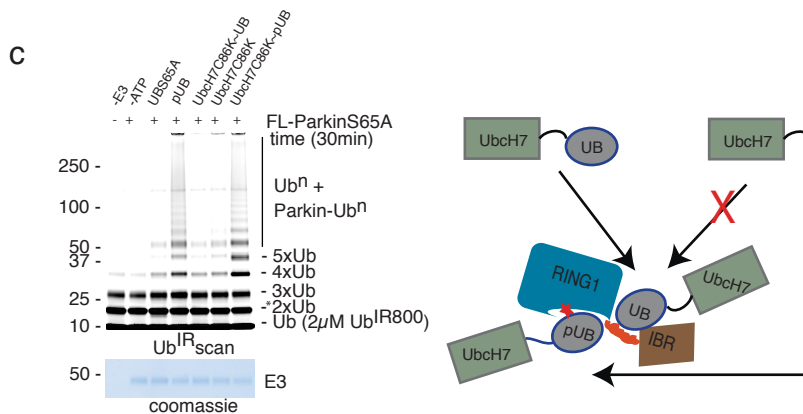 C
-E3
-ATP
UBS65A
pUB
UbcH7C86K~UB
UbcH7C86K
UbcH7C86K~pUB
- + + + + + + FL-ParkinS65A
time (30min)
250 -
100 -
50 -
37 -
25 -
10 -
Ubⁿ +
Parkin-Ubⁿ
- 5xUb
- 4xUb
- 3xUb
-*2xUb
- Ub (2µM Ub^IR800)
Ub^IR scan
50 -
E3
coomassie
UbcH7
UB
UbcH7
X
RING1
UB
UbcH7
pUB
IBR
UbcH7